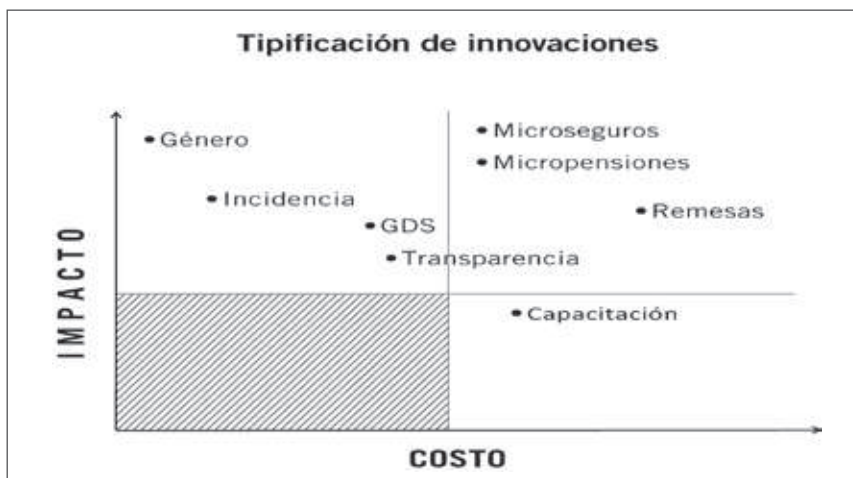 Tipificación de innovaciones
Género
Microseguros
Micropensiones
Incidencia
Remesas
GDS
Transparencia
Capacitación
IMPACTO
COSTO